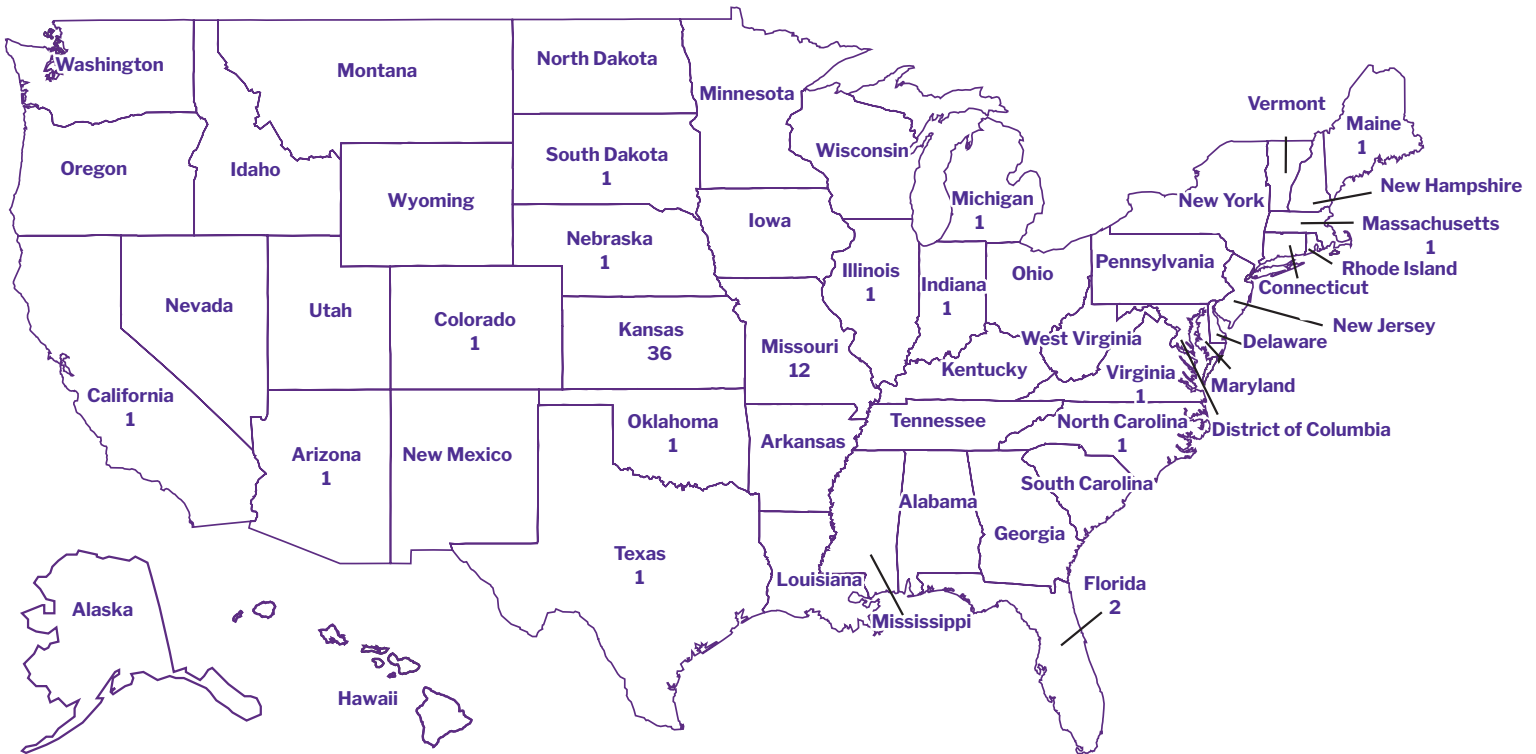 Washington
Montana
North Dakota
Minnesota
Vermont
Maine
1
Oregon
Idaho
South Dakota
1
Wisconsin
Michigan
1
New York
New Hampshire
Wyoming
Massachusetts
1
Iowa
Nebraska
1
Illinois
1
Indiana
1
Ohio
Pennsylvania
Rhode Island
Connecticut
Nevada
Utah
Colorado
1
Kansas
36
Missouri
12
West Virginia
New Jersey
Delaware
Kentucky
Virginia
1
Maryland
California
1
Oklahoma
1
Arkansas
Tennessee
North Carolina
1
District of Columbia
Arizona
1
New Mexico
South Carolina
Alabama
Georgia
Texas
1
Louisiana
Mississippi
Florida
2
Alaska
Hawaii